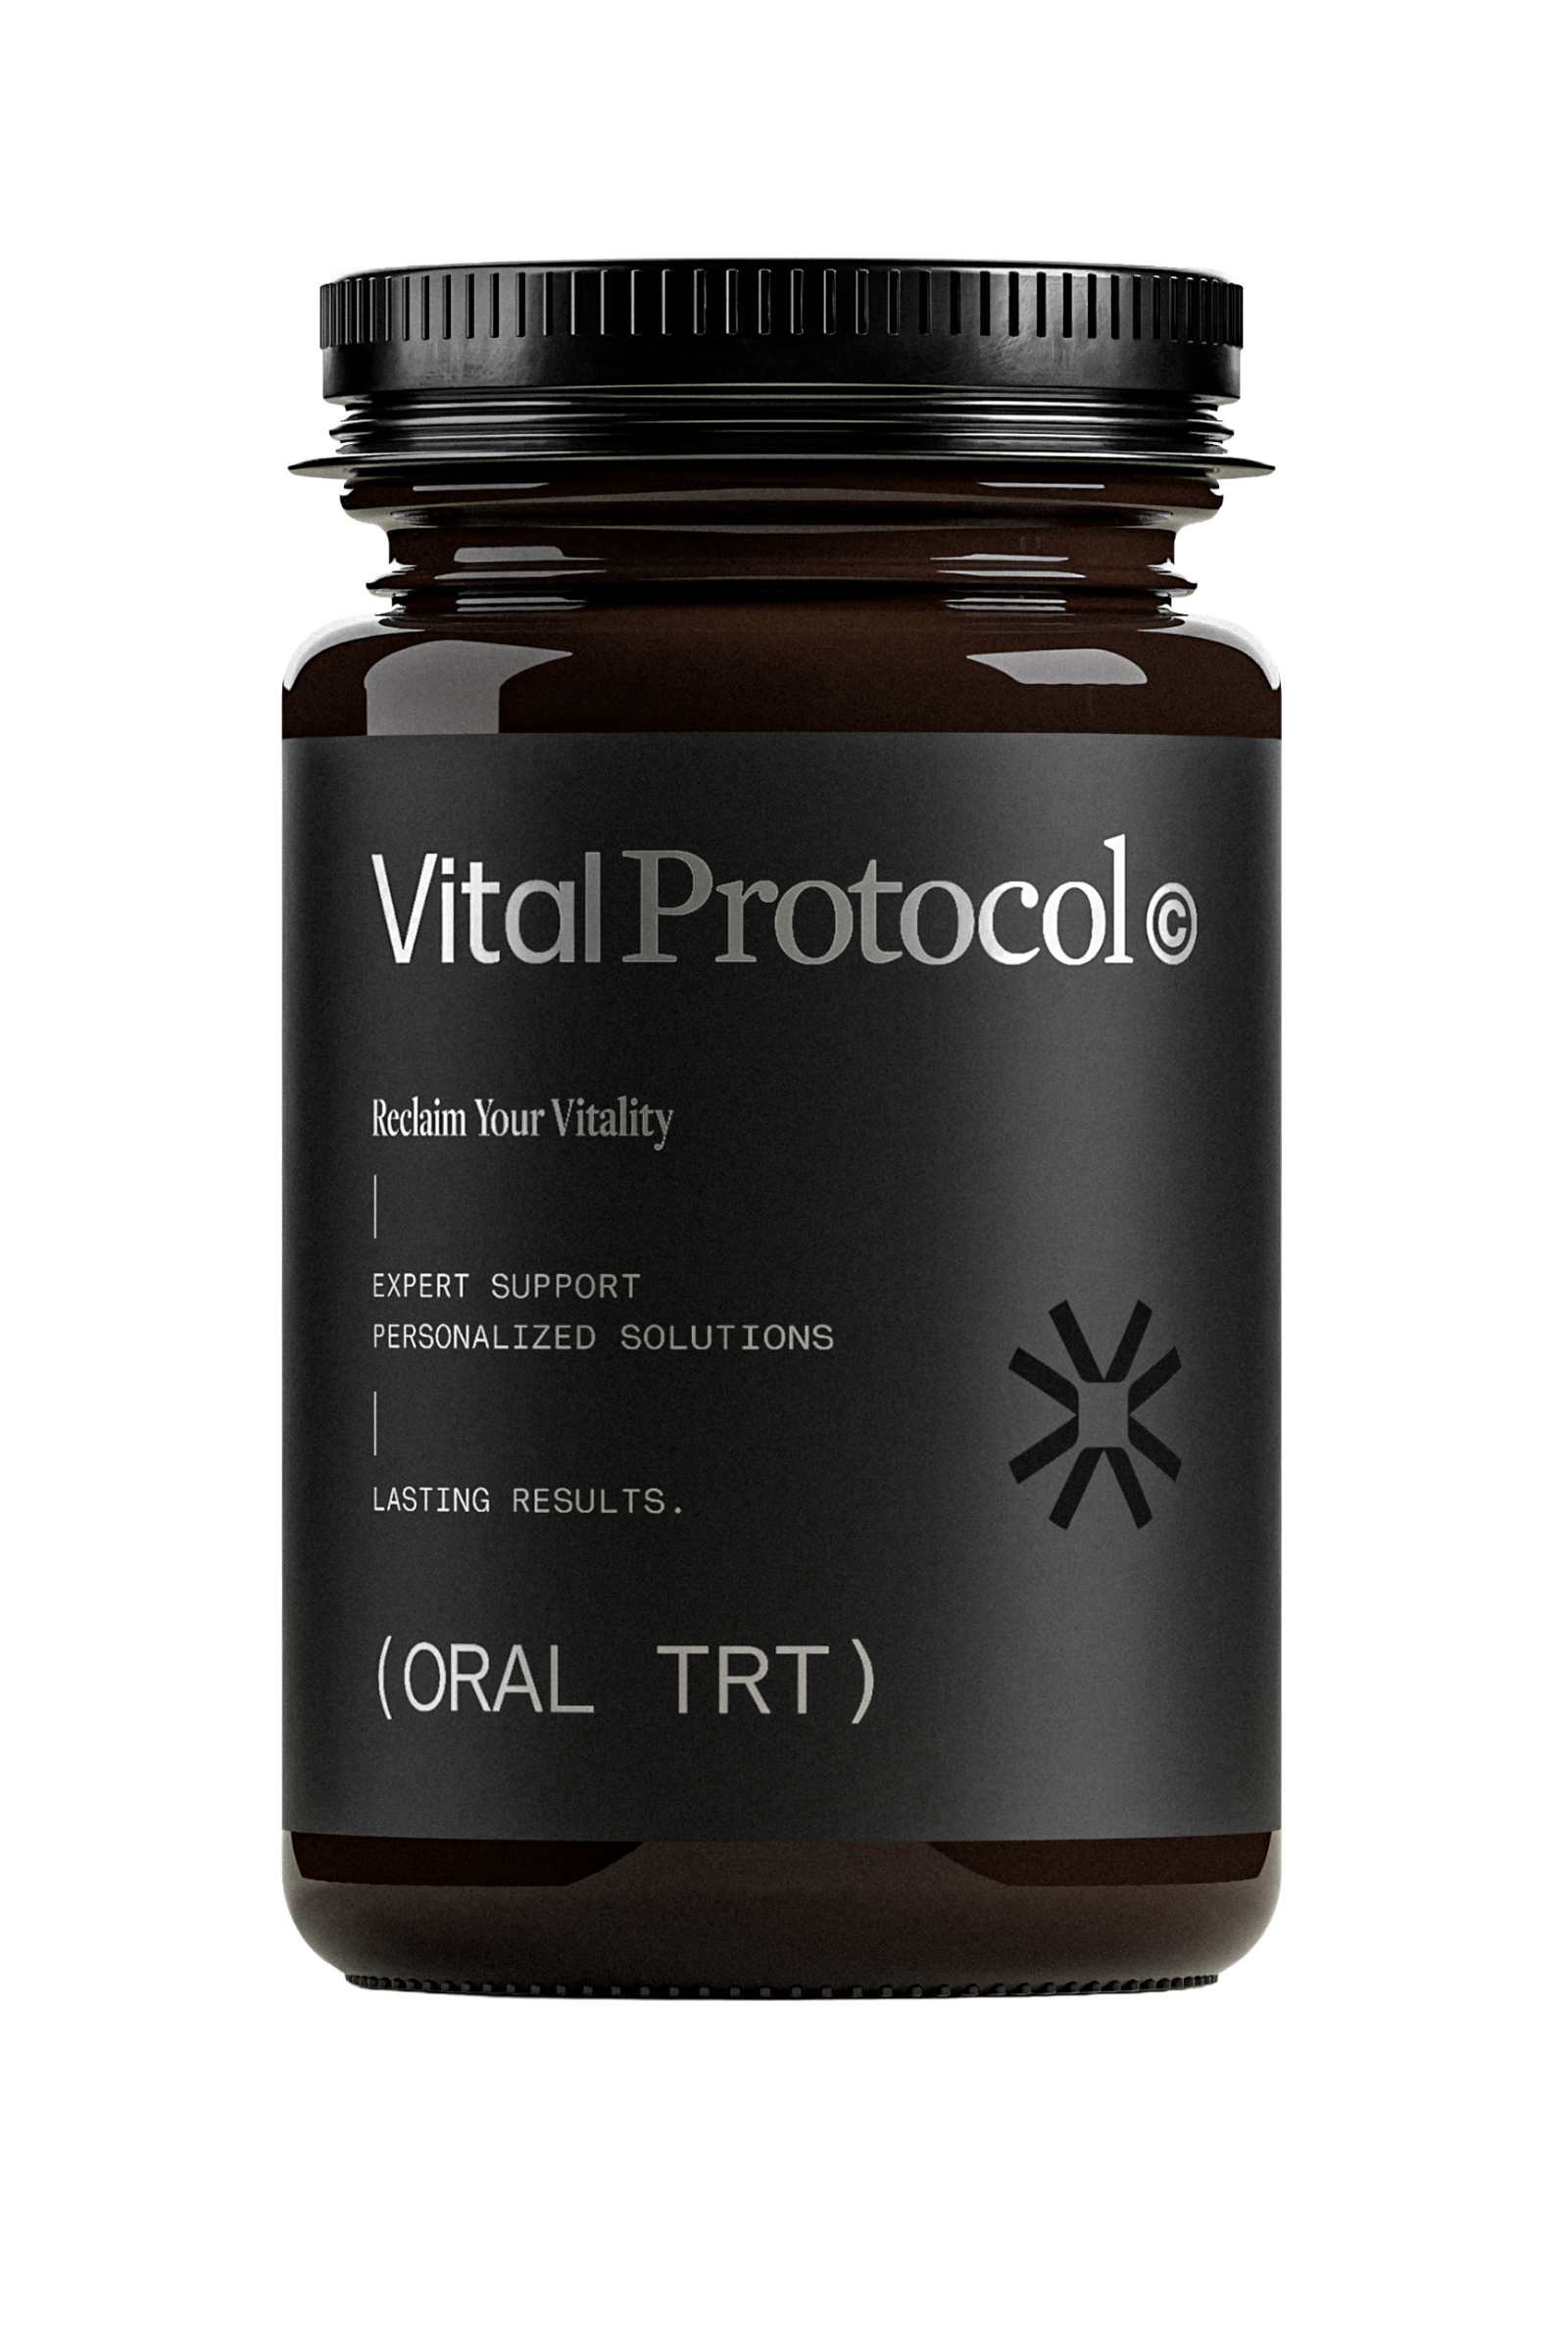 Vital Protocol ©
Reclaim Your Vitality
EXPERT SUPPORT
PERSONALIZED SOLUTIONS
LASTING RESULTS.
(ORAL TRT)